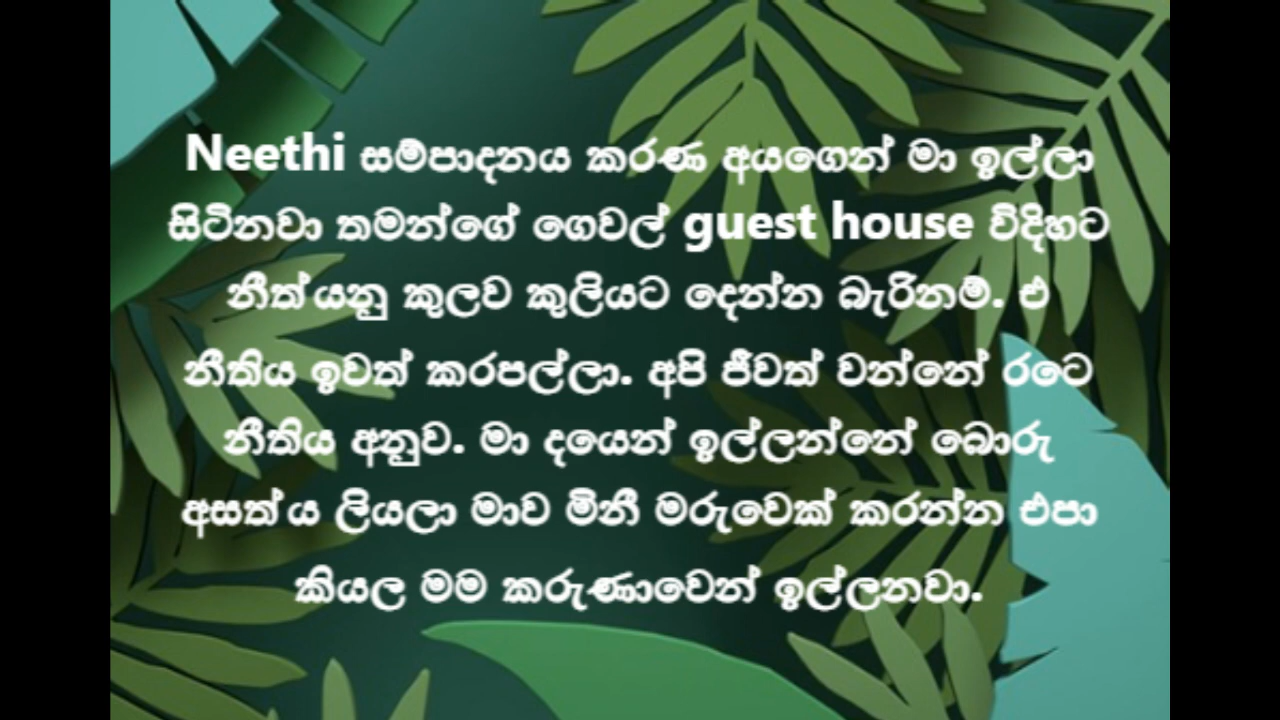 Neethi සම්පාදනය කරණ අයගෙන් මා ඉල්ලා
සිටිනවා තමන්ගේ ගෙවල් guest house විදිහට
නීත්‍යනු කුලව කුලියට දෙන්න බැරිනම්. එ
නීතිය ඉවත් කරපල්ලා. අපි ජීවත් වන්නේ රටෙ
නීතිය අනුව. මා දයෙන් ඉල්ලන්නේ බොරු
අසත්‍ය ලියලා මාව මිනී මරුවෙක් කරන්න එපා
කියල මම කරුණාවෙන් ඉල්ලනවා.